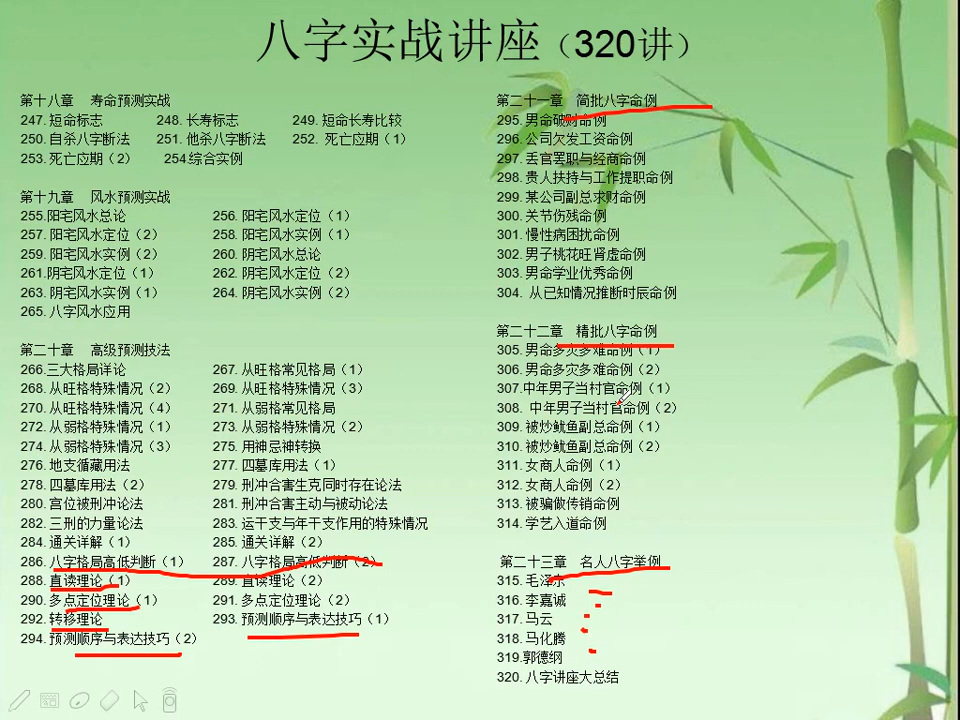 八字实战讲座（320讲）
第十八章 寿命预测实战
247. 短命标志 248. 长寿标志 249. 短命长寿比较
250. 自杀八字断法 251. 他杀八字断法 252. 死亡应期（1）
253. 死亡应期（2） 254.综合实例
第十九章 风水预测实战
255.阳宅风水总论 256. 阳宅风水定位（1）
257. 阳宅风水定位（2） 258. 阳宅风水实例（1）
259. 阳宅风水实例（2） 260. 阴宅风水总论
261.阴宅风水定位（1） 262. 阴宅风水定位（2）
263. 阴宅风水实例（1） 264. 阴宅风水实例（2）
265. 八字风水应用
第二十章 高级预测技法
266.三大格局详论 267. 从旺格常见格局（1）
268. 从旺格特殊情况（2） 269. 从旺格特殊情况（3）
270. 从旺格特殊情况（4） 271. 从弱格常见格局
272. 从弱格特殊情况（1） 273. 从弱格特殊情况（2）
274. 从弱格特殊情况（3） 275. 用神忌神转换
276. 地支循藏用法 277. 四墓库用法（1）
278. 四墓库用法（2） 279. 刑冲合害生克同时存在论法
280. 宫位被刑冲论法 281. 刑冲合害主动与被动论法
282. 三刑的力量论法 283. 运干支与年干支作用的特殊情况
284. 通关详解（1） 285. 通关详解（2）
286. 八字格局高低判断（1） 287. 八字格局高低判断（2）
288. 直读理论（1） 289. 直读理论（2）
290. 多点定位理论（1） 291. 多点定位理论（2）
292. 转移理论 293. 预测顺序与表达技巧（1）
294. 预测顺序与表达技巧（2）
第二十一章 简批八字命例
295. 男命破财命例
296. 公司欠发工资命例
297. 丢官罢职与经商命例
298. 贵人扶持与工作提职命例
299. 某公司副总求财命例
300. 关节伤残命例
301. 慢性病困扰命例
302. 男子桃花旺肾虚命例
303. 男命学业优秀命例
304. 从已知情况推断时辰命例
第二十二章 精批八字命例
305. 男命多灾多难命例（1）
306. 男命多灾多难命例（2）
307.中年男子当村官命例（1）
308. 中年男子当村官命例（2）
309. 被炒鱿鱼副总命例（1）
310. 被炒鱿鱼副总命例（2）
311. 女商人命例（1）
312. 女商人命例（2）
313. 被骗做传销命例
314. 学艺入道命例
第二十三章 名人八字举例
315. 毛泽东
316. 李嘉诚
317. 马云
318. 马化腾
319.郭德纲
320. 八字讲座大总结